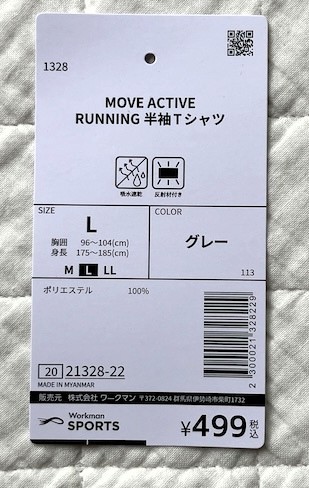 1328
MOVE ACTIVE
RUNNING 半袖Tシャツ
吸水速乾 反射材付き
SIZE
L
胸囲 96～104(cm)
身長 175～185(cm)
M L LL
COLOR
グレー
113
ポリエステル 100%
2300021328229
20 21328-22
MADE IN MYANMAR
販売元 株式会社 ワークマン 〒372-0824 群馬県伊勢崎市柴町1732
Workman
SPORTS
¥499税込